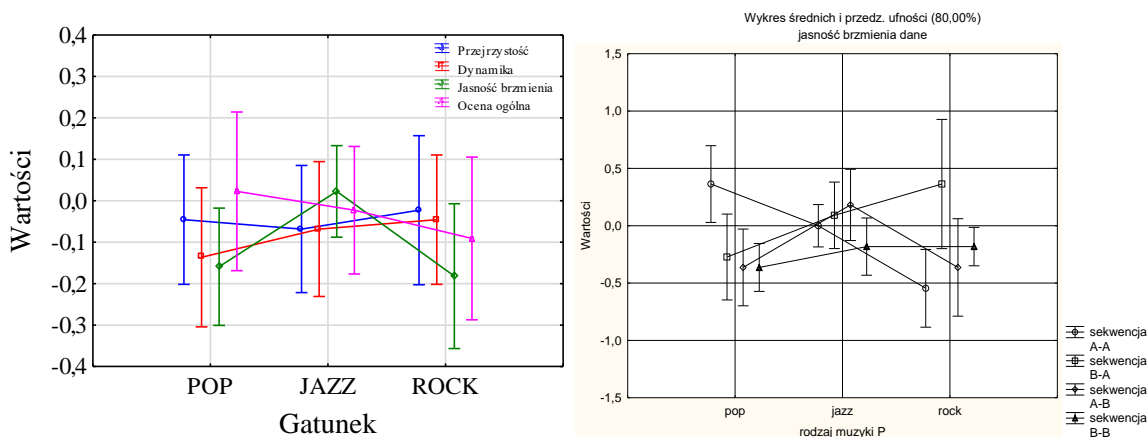 0,4
0,3
0,2
0,1
0,0
-0,1
-0,2
-0,3
-0,4
Wartości
Przejrzystość
Dynamika
Jasność brzmienia
Ocena ogólna
POP JAZZ ROCK
Gatunek
Wykres średnich i przedz. ufności (80,00%)
jasność brzmienia dane
1,5
1,0
0,5
0,0
-0,5
-1,0
-1,5
Wartości
pop jazz rock
rodzaj muzyki P
sekwencja
A-A
sekwencja
B-A
sekwencja
A-B
sekwencja
B-B